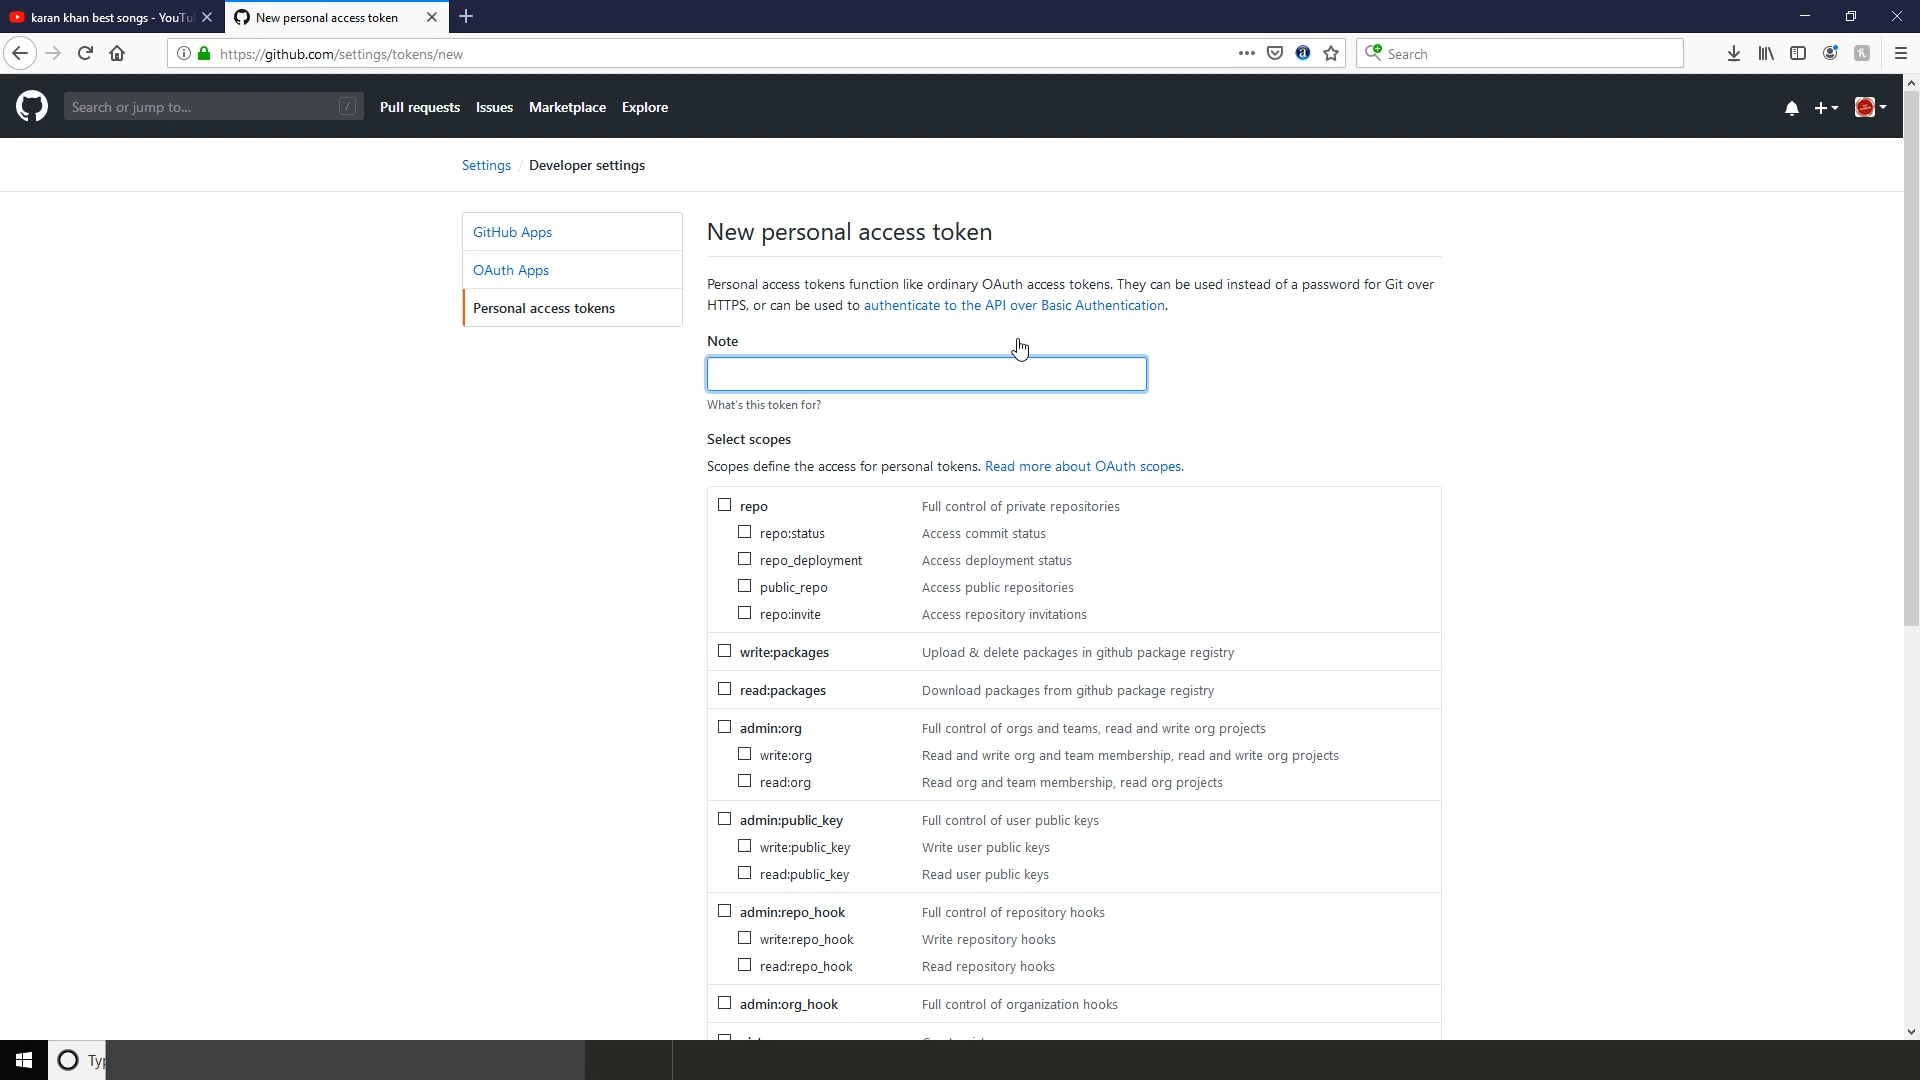 karan khan best songs - YouTu
New personal access token
https://github.com/settings/tokens/new
Search
Search or jump to...
/
Pull requests
Issues
Marketplace
Explore
Settings / Developer settings
GitHub Apps
OAuth Apps
Personal access tokens
New personal access token
Personal access tokens function like ordinary OAuth access tokens. They can be used instead of a password for Git over
HTTPS, or can be used to authenticate to the API over Basic Authentication.
Note
What's this token for?
Select scopes
Scopes define the access for personal tokens. Read more about OAuth scopes.
repo Full control of private repositories
repo:status Access commit status
repo_deployment Access deployment status
public_repo Access public repositories
repo:invite Access repository invitations
write:packages Upload & delete packages in github package registry
read:packages Download packages from github package registry
admin:org Full control of orgs and teams, read and write org projects
write:org Read and write org and team membership, read and write org projects
read:org Read org and team membership, read org projects
admin:public_key Full control of user public keys
write:public_key Write user public keys
read:public_key Read user public keys
admin:repo_hook Full control of repository hooks
write:repo_hook Write repository hooks
read:repo_hook Read repository hooks
admin:org_hook Full control of organization hooks
Typ